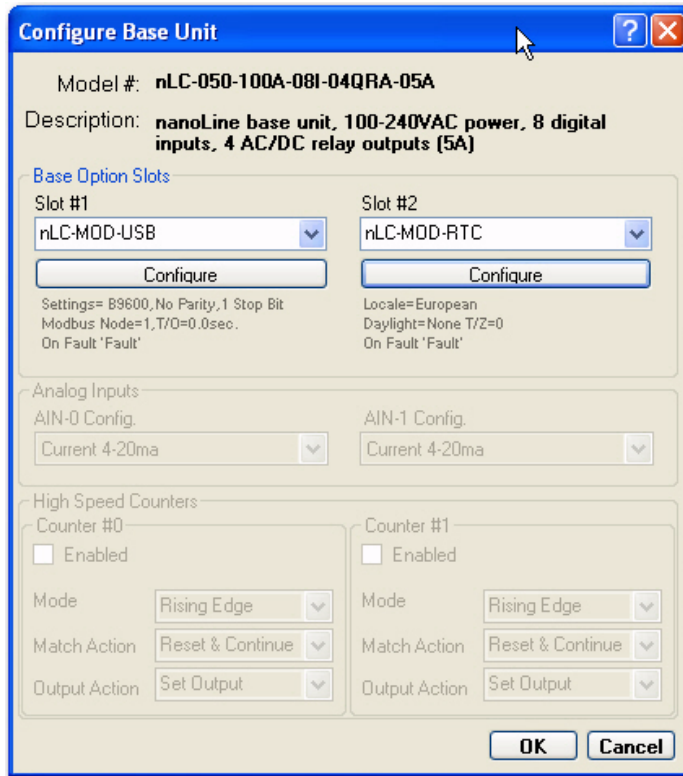 Configure Base Unit
Model #: nLC-050-100A-08I-04QRA-05A
Description: nanoLine base unit, 100-240VAC power, 8 digital
inputs, 4 AC/DC relay outputs (5A)
Base Option Slots
Slot #1
nLC-MOD-USB
Configure
Settings= B9600,No Parity,1 Stop Bit
Modbus Node=1,T/O=0.0sec.
On Fault 'Fault'
Slot #2
nLC-MOD-RTC
Configure
Locale=European
Daylight=None T/Z=0
On Fault 'Fault'
Analog Inputs
AIN-0 Config.
Current 4-20ma
AIN-1 Config.
Current 4-20ma
High Speed Counters
Counter #0
Enabled
Mode Rising Edge
Match Action Reset & Continue
Output Action Set Output
Counter #1
Enabled
Mode Rising Edge
Match Action Reset & Continue
Output Action Set Output
OK Cancel